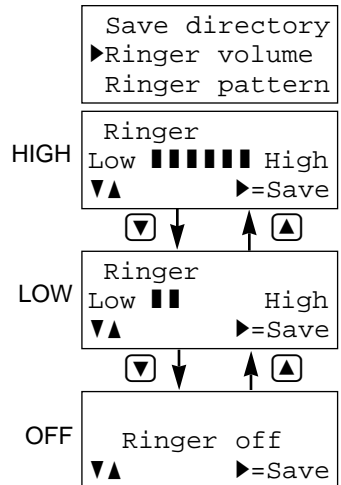 Save directory
▶Ringer volume
Ringer pattern
HIGH
Ringer
Low ▮▮▮▮▮▮ High
▼▲ ▶=Save
▼ ▲
LOW
Ringer
Low ▮▮ High
▼▲ ▶=Save
▼ ▲
OFF
Ringer off
▼▲ ▶=Save